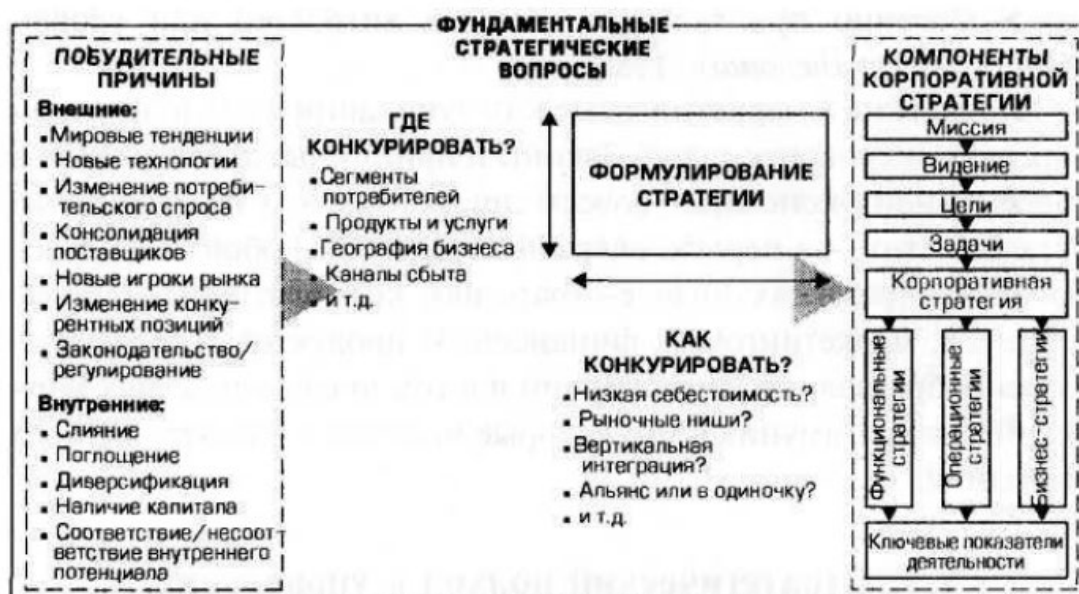 ФУНДАМЕНТАЛЬНЫЕ
СТРАТЕГИЧЕСКИЕ
ВОПРОСЫ
ПОБУДИТЕЛЬНЫЕ
ПРИЧИНЫ
Внешние:
▪ Мировые тенденции
▪ Новые технологии
▪ Изменение потреби-
тельского спроса
▪ Консолидация
поставщиков
▪ Новые игроки рынка
▪ Изменение конку-
рентных позиций
▪ Законодательство/
регулирование
Внутренние:
▪ Слияние
▪ Поглощение
▪ Диверсификация
▪ Наличие капитала
▪ Соответствие/несоот-
ветствие внутреннего
потенциала
ГДЕ
КОНКУРИРОВАТЬ?
▪ Сегменты
потребителей
▪ Продукты и услуги
▪ География бизнеса
▪ Каналы сбыта
▪ и т.д.
ФОРМУЛИРОВАНИЕ
СТРАТЕГИИ
КАК
КОНКУРИРОВАТЬ?
▪ Низкая себестоимость?
▪ Рыночные ниши?
▪ Вертикальная
интеграция?
▪ Альянс или в одиночку?
▪ и т.д.
КОМПОНЕНТЫ
КОРПОРАТИВНОЙ
СТРАТЕГИИ
Миссия
Видение
Цели
Задачи
Корпоративная
стратегия
Функциональные
стратегии
Операционные
стратегии
Бизнес-стратегии
Ключевые показатели
деятельности